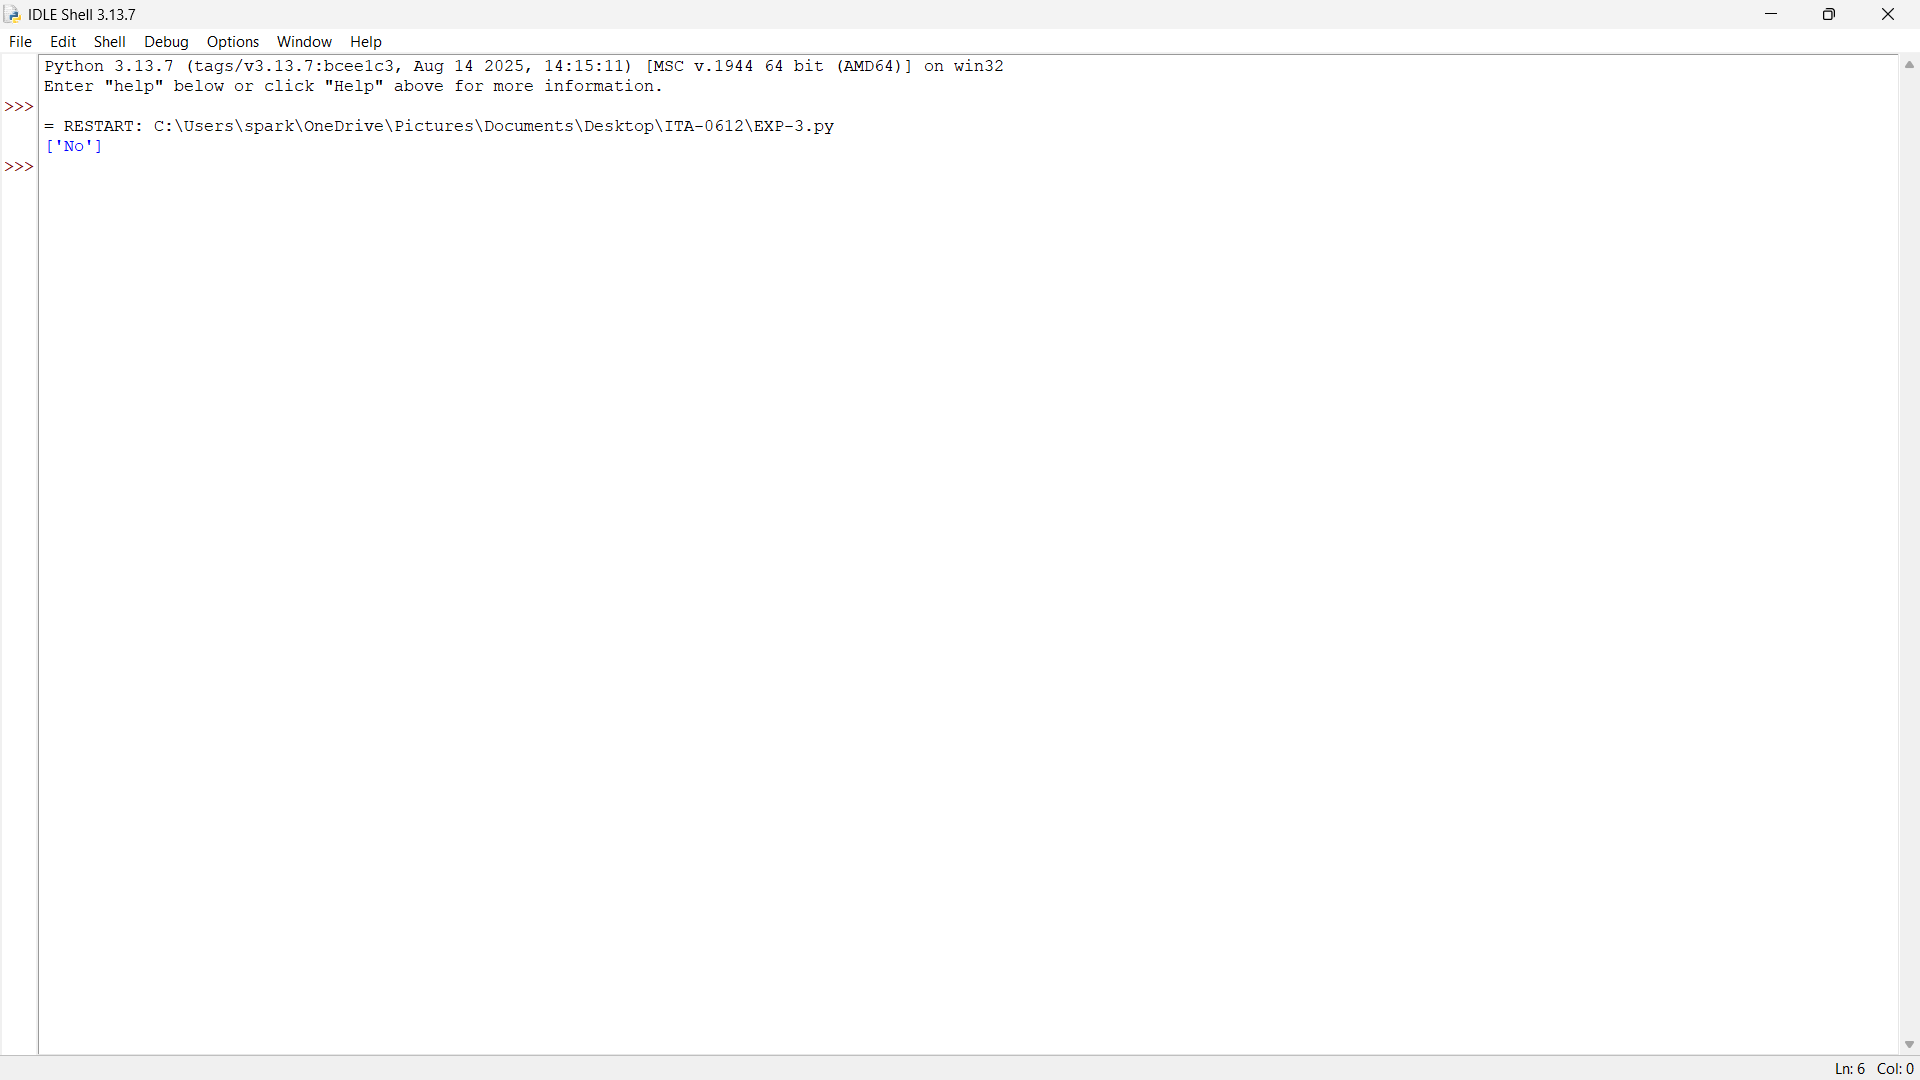 IDLE Shell 3.13.7
File Edit Shell Debug Options Window Help
Python 3.13.7 (tags/v3.13.7:bcee1c3, Aug 14 2025, 14:15:11) [MSC v.1944 64 bit (AMD64)] on win32
Enter "help" below or click "Help" above for more information.
>>>
= RESTART: C:\Users\spark\OneDrive\Pictures\Documents\Desktop\ITA-0612\EXP-3.py
['No']
>>>
Ln: 6 Col: 0